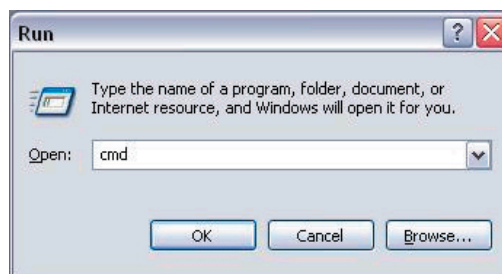 Run
?
X
Type the name of a program, folder, document, or
Internet resource, and Windows will open it for you.
Open: cmd
OK Cancel Browse...